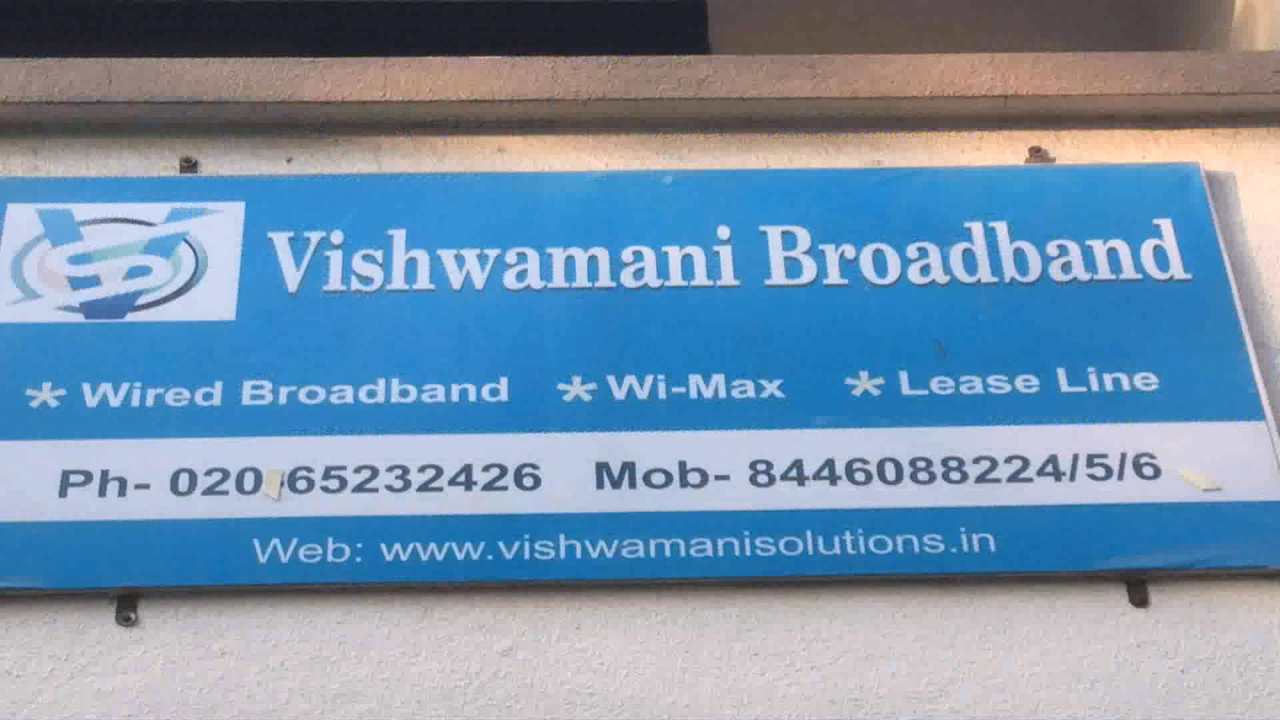 Vishwamani Broadband
* Wired Broadband * Wi-Max * Lease Line
Ph- 020-65232426 Mob- 8446088224/5/6
Web: www.vishwamanisolutions.in